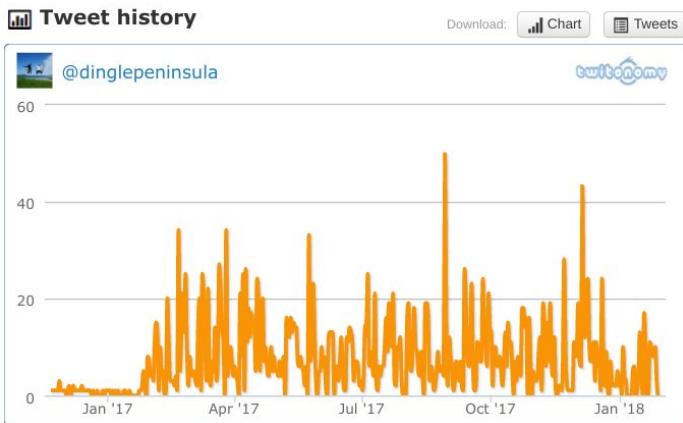 Tweet history
Download: Chart Tweets
@dinglepeninsula
twitonomy
60
40
20
0
Jan '17 Apr '17 Jul '17 Oct '17 Jan '18